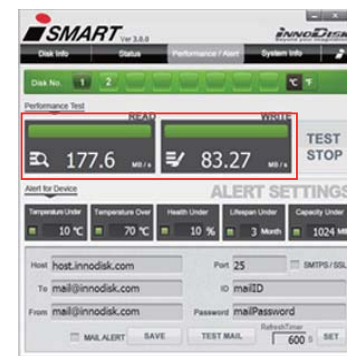 iSMART Ver 3.0.0
innodisk
Disk Info Status Performance / Alert System Info
Disk No. 1 2 °C °F
Performance Test
READ WRITE
177.6 MB/s 83.27 MB/s
TEST
STOP
Alert for Device
ALERT SETTINGS
Temperature Under Temperature Over Health Under Lifespan Under Capacity Under
10 °C 70 °C 10 % 3 Month 1024 MB
Host host.innodisk.com Port 25 SMTPS / SSL
To mail@innodisk.com ID mailID
From mail@innodisk.com Password mailPassword
MAIL ALERT SAVE TEST MAIL RefreshTimer 600 S SET